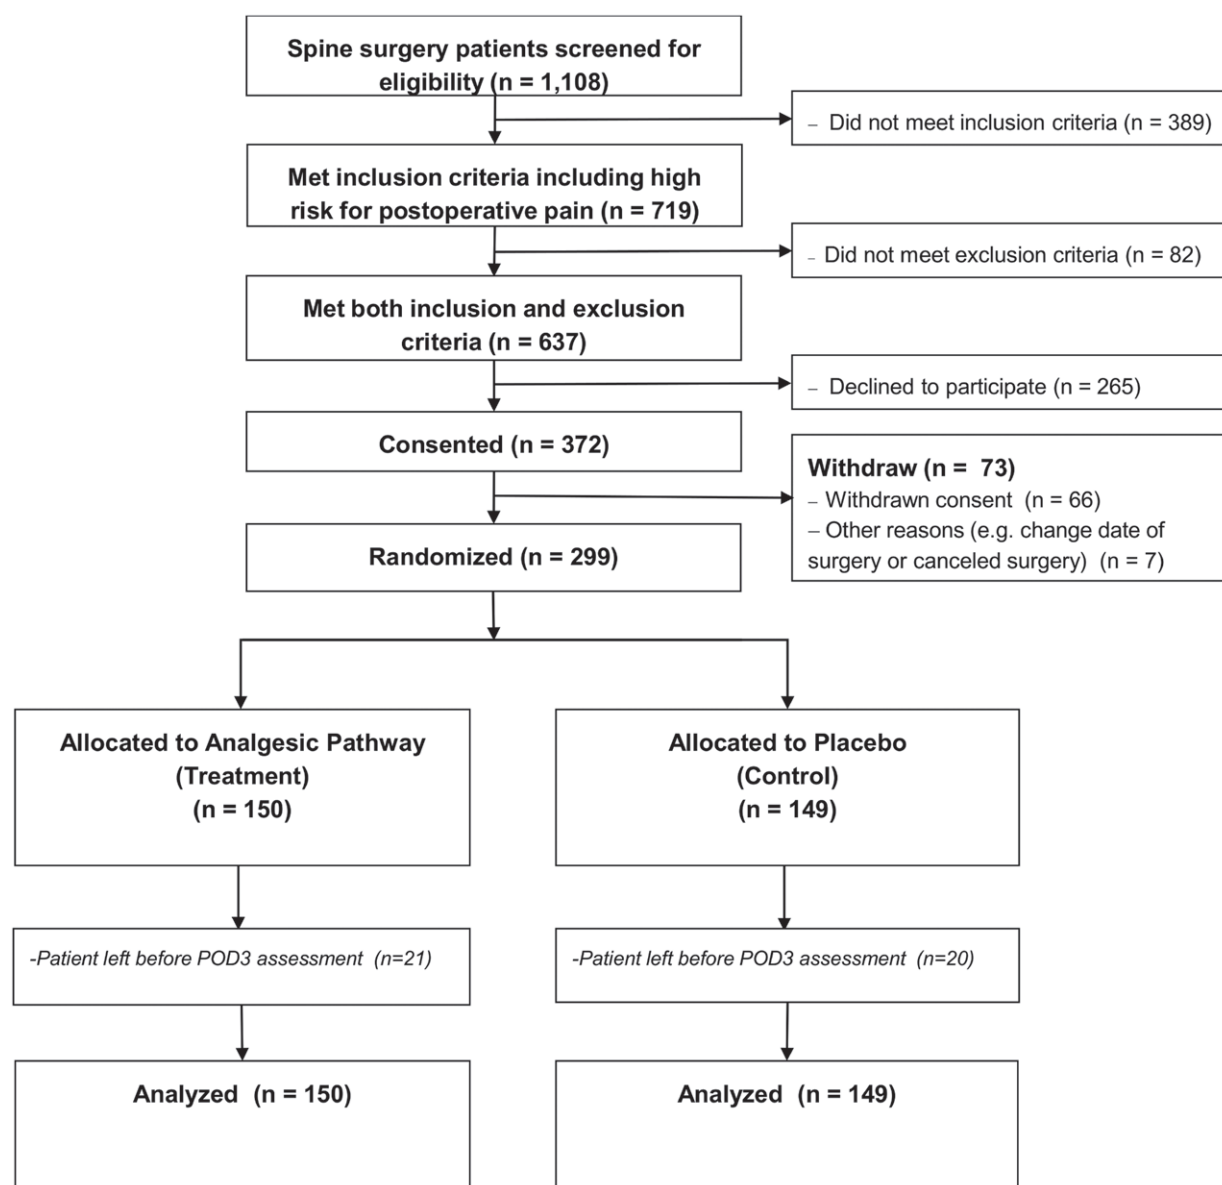 Spine surgery patients screened for
eligibility (n = 1,108)
– Did not meet inclusion criteria (n = 389)
Met inclusion criteria including high
risk for postoperative pain (n = 719)
– Did not meet exclusion criteria (n = 82)
Met both inclusion and exclusion
criteria (n = 637)
– Declined to participate (n = 265)
Consented (n = 372)
Withdraw (n = 73)
– Withdrawn consent (n = 66)
– Other reasons (e.g. change date of
surgery or canceled surgery) (n = 7)
Randomized (n = 299)
Allocated to Analgesic Pathway
(Treatment)
(n = 150)
Allocated to Placebo
(Control)
(n = 149)
-Patient left before POD3 assessment (n=21)
-Patient left before POD3 assessment (n=20)
Analyzed (n = 150)
Analyzed (n = 149)